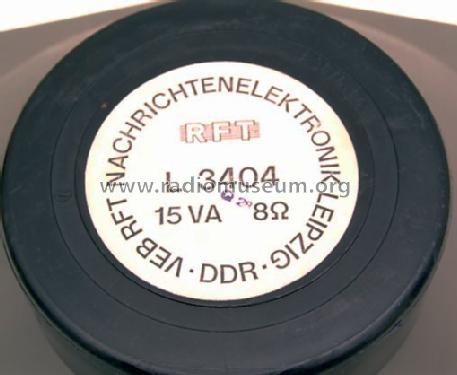 VEB RFT NACHRICHTENELEKTRONIK LEIPZIG · DDR ·
RFT
L 3404
www.radiomuseum.org
15 VA 8Ω